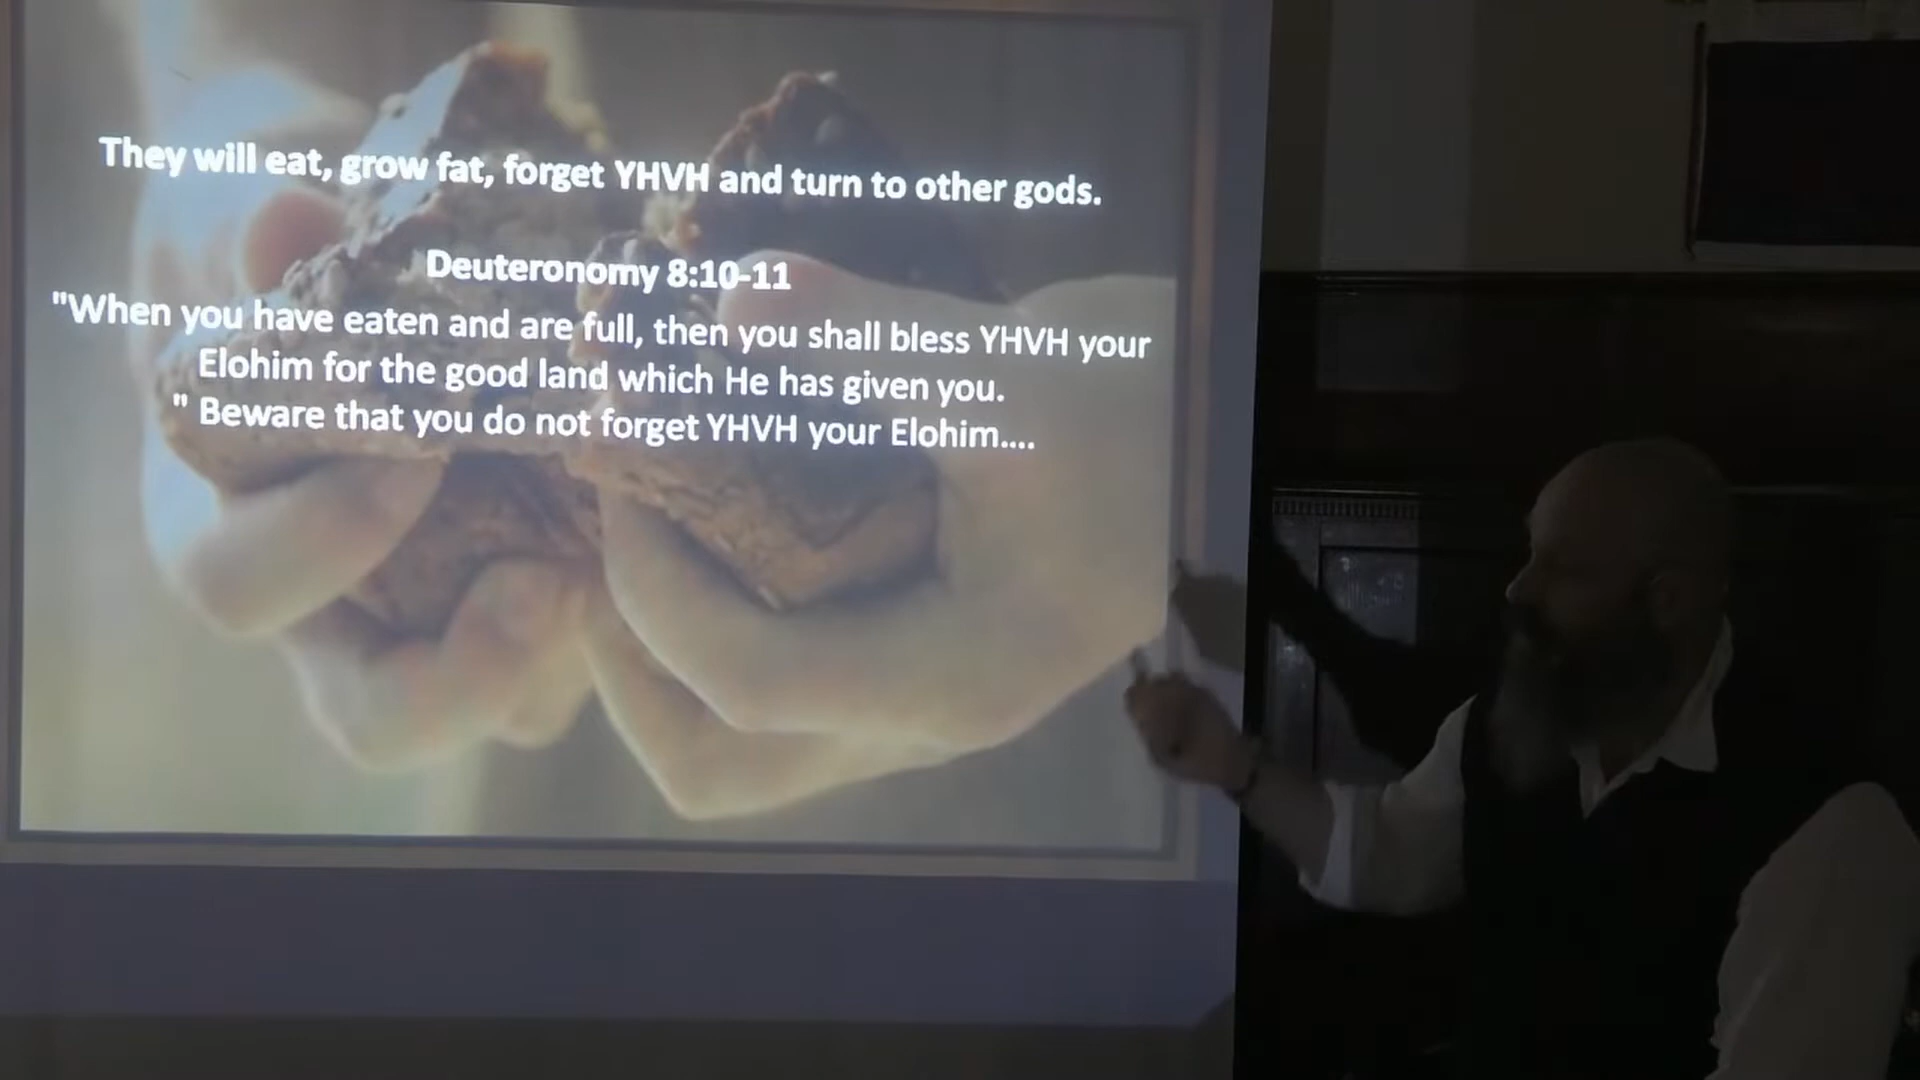 They will eat, grow fat, forget YHVH and turn to other gods.
Deuteronomy 8:10-11
"When you have eaten and are full, then you shall bless YHVH your
Elohim for the good land which He has given you.
" Beware that you do not forget YHVH your Elohim....